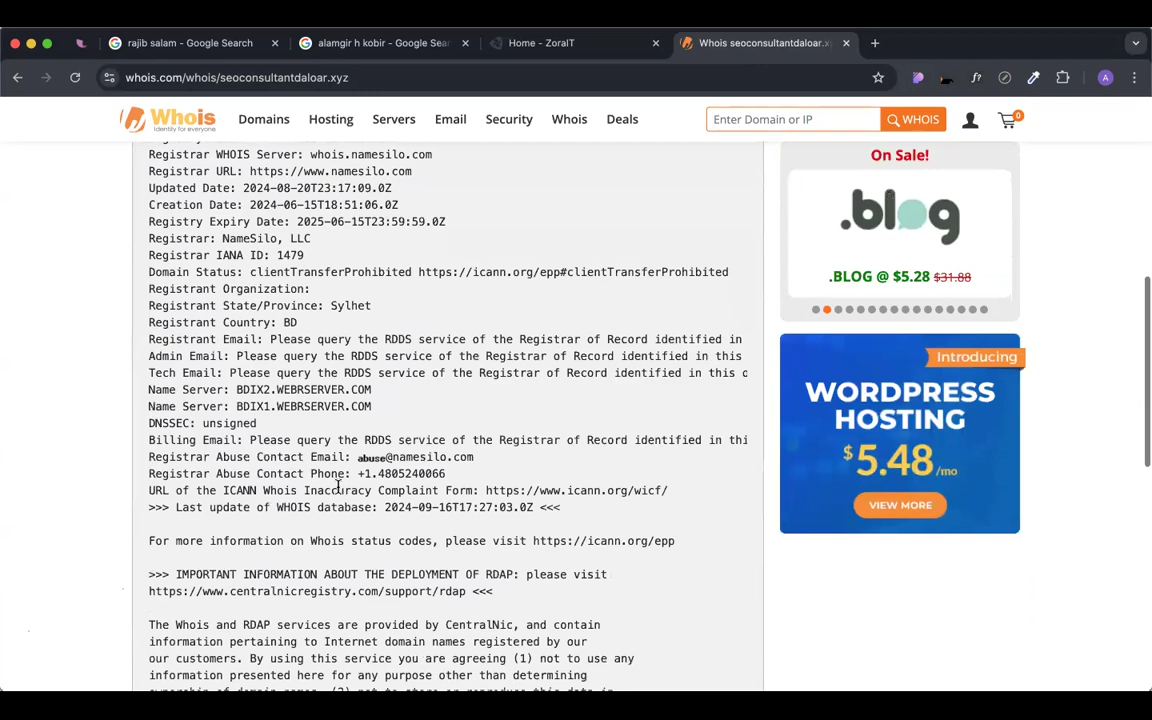 rajib salam - Google Search
alamgir h kobir - Google Sear
Home - ZoraIT
Whois seoconsultantdaloar.x
whois.com/whois/seoconsultantdaloar.xyz
f?
A
Whois
Identity for everyone
Domains
Hosting
Servers
Email
Security
Whois
Deals
Enter Domain or IP
WHOIS
0
Registrar WHOIS Server: whois.namesilo.com
Registrar URL: https://www.namesilo.com
Updated Date: 2024-08-20T23:17:09.0Z
Creation Date: 2024-06-15T18:51:06.0Z
Registry Expiry Date: 2025-06-15T23:59:59.0Z
Registrar: NameSilo, LLC
Registrar IANA ID: 1479
Domain Status: clientTransferProhibited https://icann.org/epp#clientTransferProhibited
Registrant Organization:
Registrant State/Province: Sylhet
Registrant Country: BD
Registrant Email: Please query the RDDS service of the Registrar of Record identified in
Admin Email: Please query the RDDS service of the Registrar of Record identified in this
Tech Email: Please query the RDDS service of the Registrar of Record identified in this o
Name Server: BDIX2.WEBRSERVER.COM
Name Server: BDIX1.WEBRSERVER.COM
DNSSEC: unsigned
Billing Email: Please query the RDDS service of the Registrar of Record identified in thi
Registrar Abuse Contact Email: abuse@namesilo.com
Registrar Abuse Contact Phone: +1.4805240066
URL of the ICANN Whois Inaccuracy Complaint Form: https://www.icann.org/wicf/
>>> Last update of WHOIS database: 2024-09-16T17:27:03.0Z <<<
For more information on Whois status codes, please visit https://icann.org/epp
>>> IMPORTANT INFORMATION ABOUT THE DEPLOYMENT OF RDAP: please visit
https://www.centralnicregistry.com/support/rdap <<<
The Whois and RDAP services are provided by CentralNic, and contain
information pertaining to Internet domain names registered by our
our customers. By using this service you are agreeing (1) not to use any
information presented here for any purpose other than determining
On Sale!
.blog
.BLOG @ $5.28 $31.88
Introducing
WORDPRESS
HOSTING
$5.48/mo
VIEW MORE